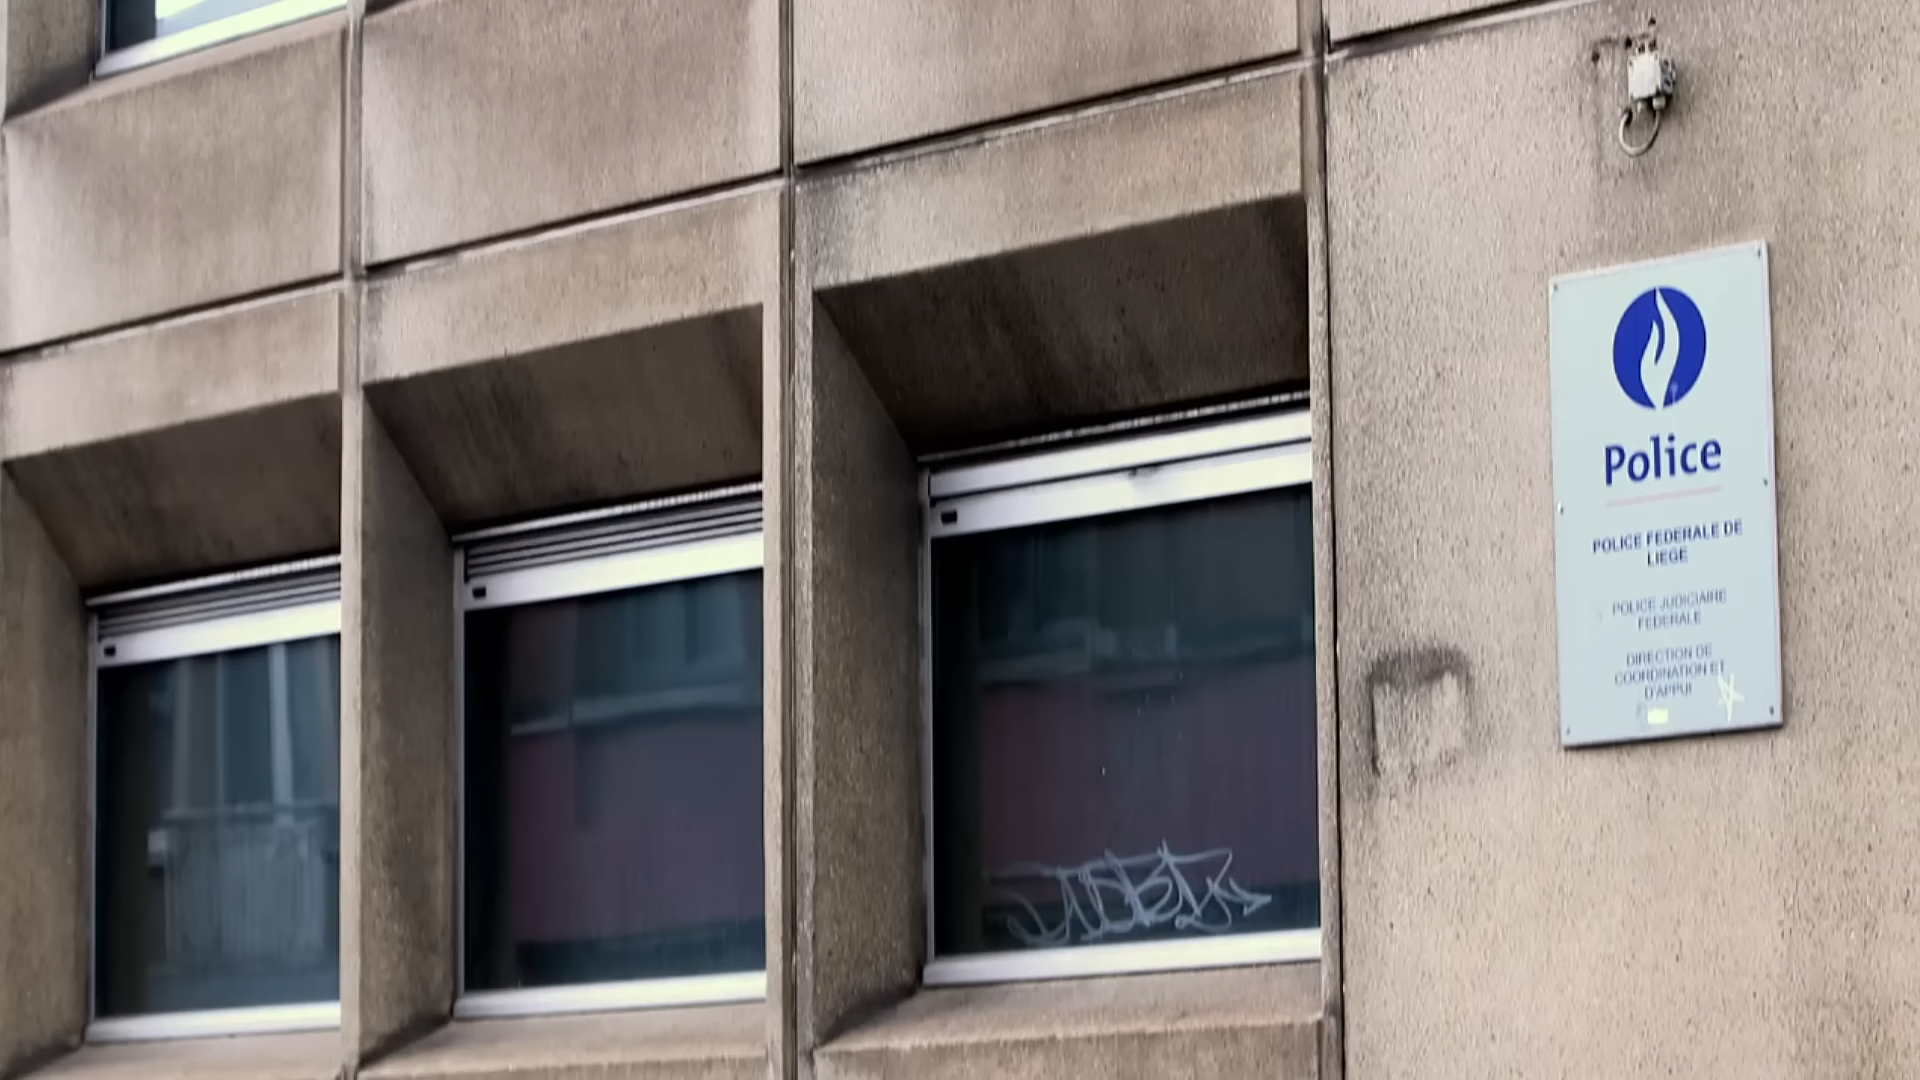 Police
POLICE FEDERALE DE
LIEGE
POLICE JUDICIAIRE
FEDERALE
DIRECTION DE
COORDINATION ET
D'APPUI